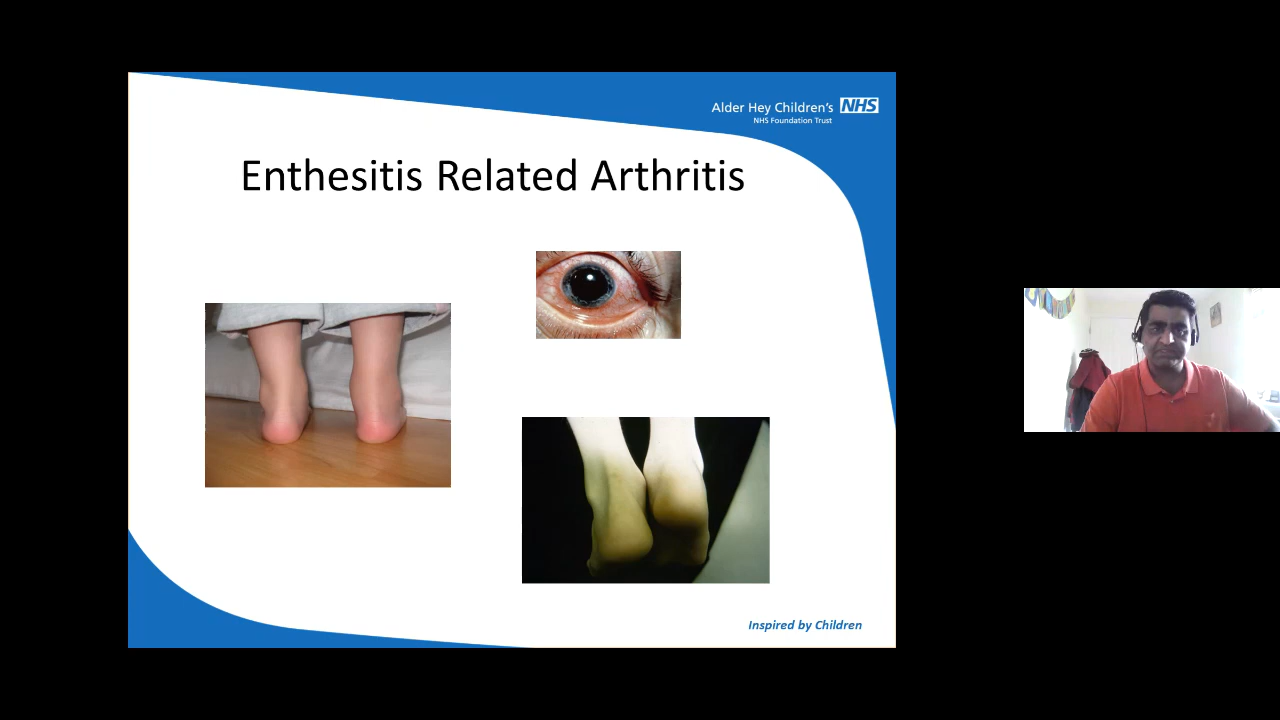 Alder Hey Children's NHS
NHS Foundation Trust
Enthesitis Related Arthritis
Inspired by Children